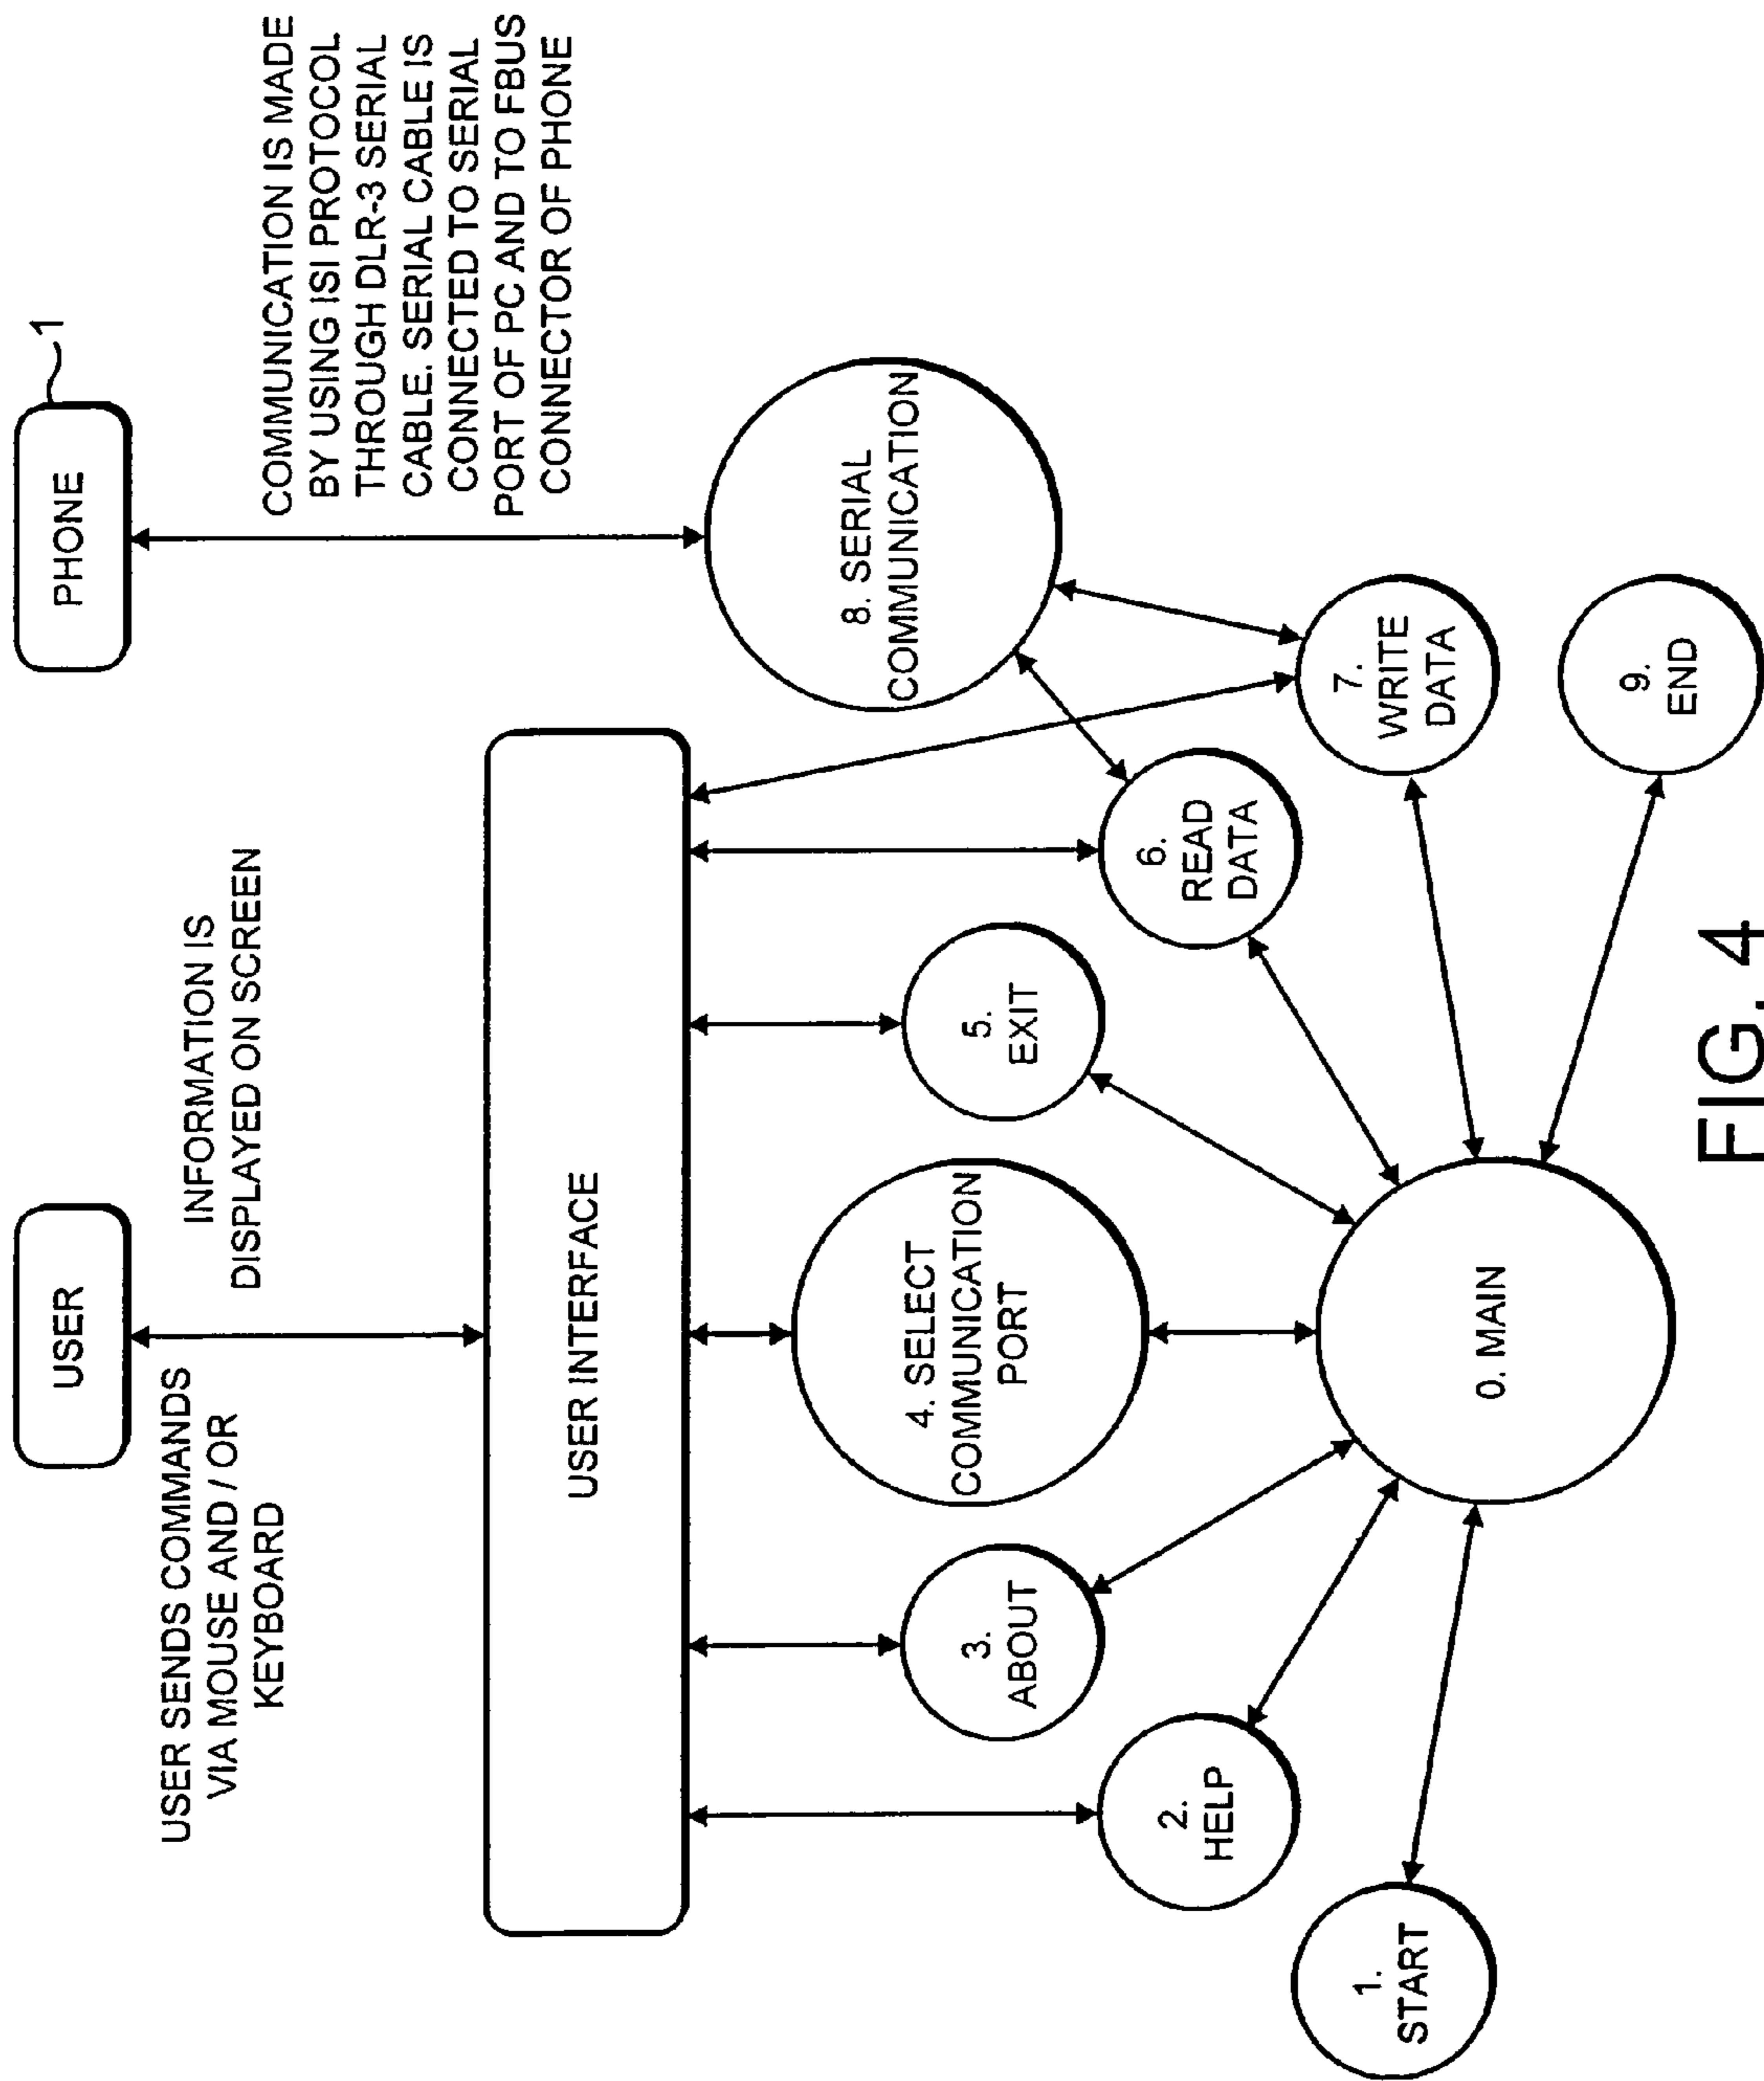 USER
PHONE
1
USER SENDS COMMANDS
VIA MOUSE AND / OR
KEYBOARD
INFORMATION IS
DISPLAYED ON SCREEN
COMMUNICATION IS MADE
BY USING ISI PROTOCOL
THROUGH DLR-3 SERIAL
CABLE. SERIAL CABLE IS
CONNECTED TO SERIAL
PORT OF PC AND TO FBUS
CONNECTOR OF PHONE
USER INTERFACE
1.
START
2.
HELP
3.
ABOUT
4. SELECT
COMMUNICATION
PORT
5.
EXIT
6.
READ
DATA
7.
WRITE
DATA
8. SERIAL
COMMUNICATION
9.
END
0. MAIN
FIG. 4